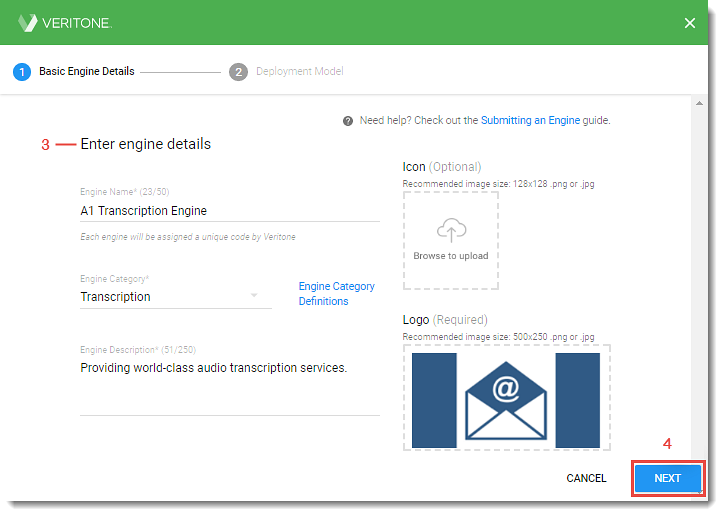 VERITONE
1 Basic Engine Details 2 Deployment Model
? Need help? Check out the Submitting an Engine guide.
3 Enter engine details
Engine Name* (23/50)
A1 Transcription Engine
Each engine will be assigned a unique code by Veritone
Engine Category*
Transcription
Engine Category
Definitions
Engine Description* (51/250)
Providing world-class audio transcription services.
Icon (Optional)
Recommended image size: 128x128 .png or .jpg
Browse to upload
Logo (Required)
Recommended image size: 500x250 .png or .jpg
@
4
CANCEL NEXT